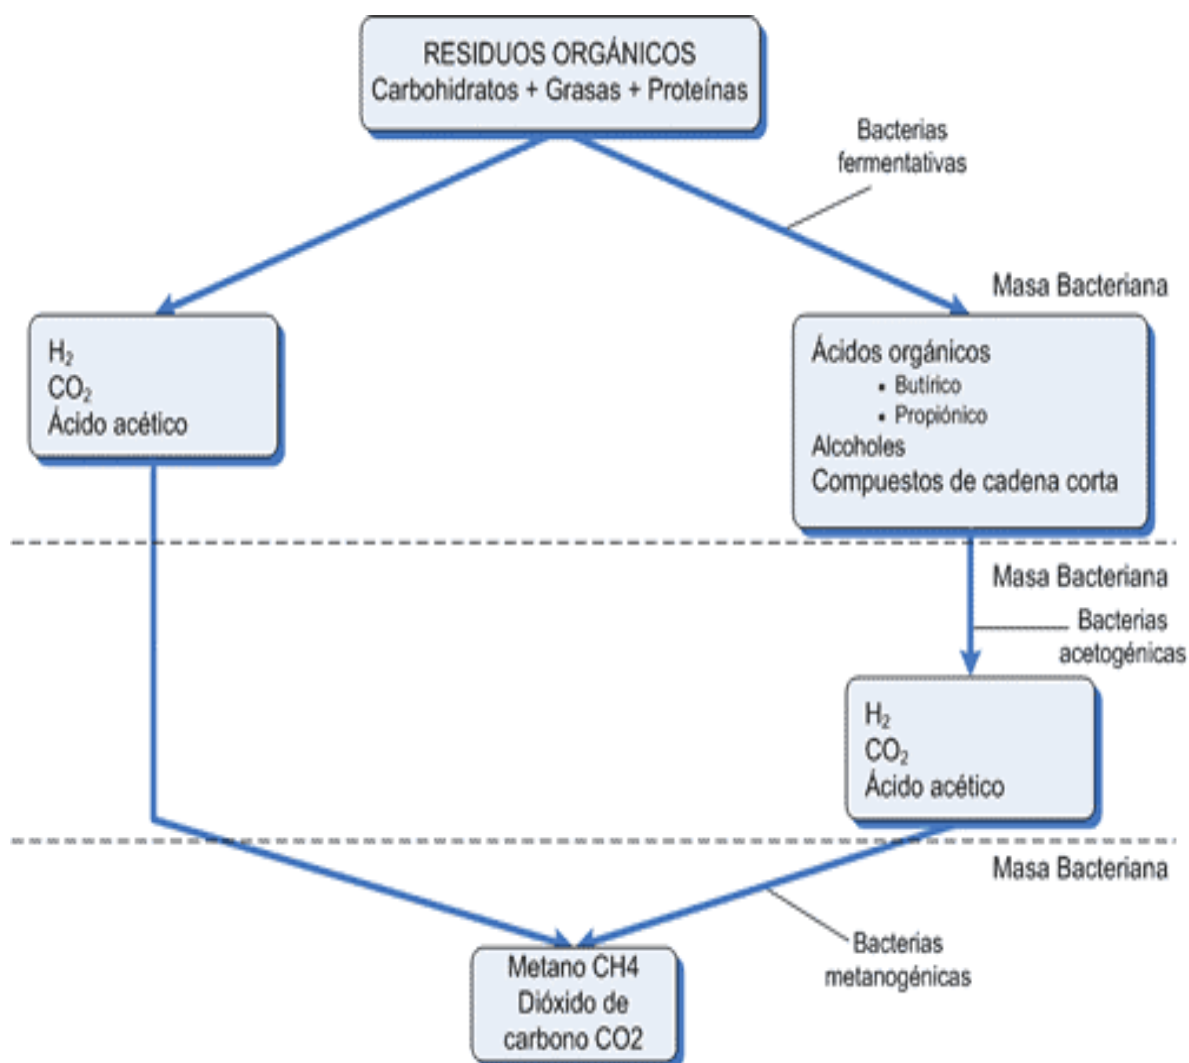 RESIDUOS ORGÁNICOS
Carbohidratos + Grasas + Proteínas
Bacterias
fermentativas
Masa Bacteriana
H₂
CO₂
Ácido acético
Ácidos orgánicos
• Butírico
• Propiónico
Alcoholes
Compuestos de cadena corta
Masa Bacteriana
Bacterias
acetogénicas
H₂
CO₂
Ácido acético
Masa Bacteriana
Bacterias
metanogénicas
Metano CH4
Dióxido de
carbono CO2